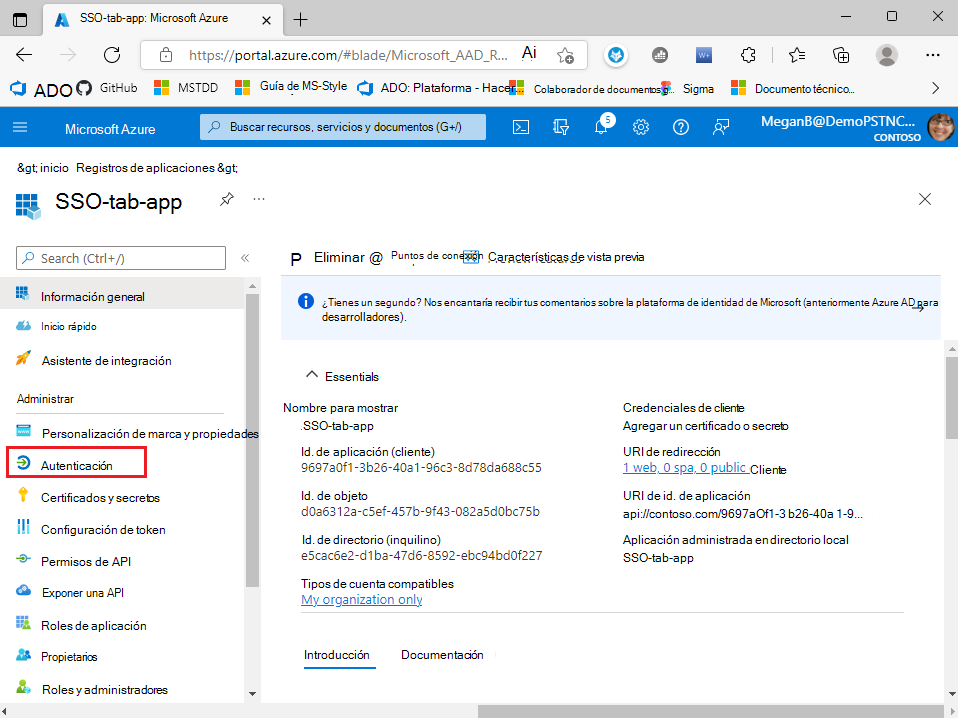 SSO-tab-app: Microsoft Azure
https://portal.azure.com/#blade/Microsoft_AAD_R...
Ai
ADO
GitHub
MSTDD
Guía de MS-Style
ADO: Plataforma - Hacer...
Colaborador de documentos
Sigma
Documento técnico...
Microsoft Azure
Buscar recursos, servicios y documentos (G+/)
5
MeganB@DemoPSTNC...
CONTOSO
&gt; inicio Registros de aplicaciones &gt;
SSO-tab-app
Search (Ctrl+/)
Información general
Inicio rápido
Asistente de integración
Administrar
Personalización de marca y propiedades
Autenticación
Certificados y secretos
Configuración de token
Permisos de API
Exponer una API
Roles de aplicación
Propietarios
Roles y administradores
P Eliminar @ Puntos de conexión Características de vista previa
¿Tienes un segundo? Nos encantaría recibir tus comentarios sobre la plataforma de identidad de Microsoft (anteriormente Azure AD para
desarrolladores).
Essentials
Nombre para mostrar
.SSO-tab-app
Id. de aplicación (cliente)
9697a0f1-3b26-40a1-96c3-8d78da688c55
Id. de objeto
d0a6312a-c5ef-457b-9f43-082a5d0bc75b
Id. de directorio (inquilino)
e5cac6e2-d1ba-47d6-8592-ebc94bd0f227
Tipos de cuenta compatibles
My organization only
Credenciales de cliente
Agregar un certificado o secreto
URI de redirección
1 web, 0 spa, 0 public Cliente
URI de id. de aplicación
api://contoso.com/9697aOf1-3 b26-40a 1-9...
Aplicación administrada en directorio local
SSO-tab-app
Introducción
Documentación